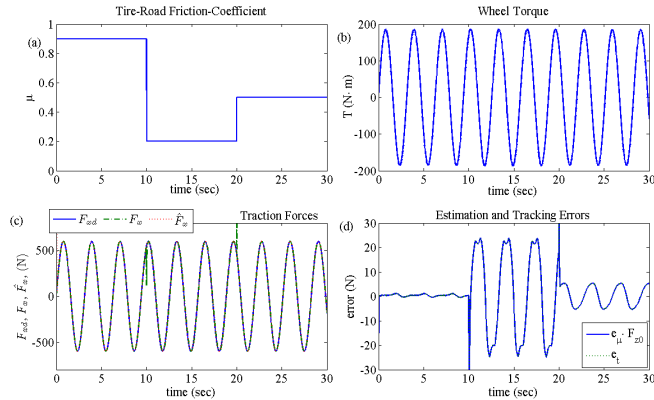 Tire-Road Friction-Coefficient
(a)
1
0.8
0.6
0.4
0.2
0
μ
0 5 10 15 20 25 30
time (sec)
Wheel Torque
(b)
200
100
0
-100
-200
T (N· m)
0 5 10 15 20 25 30
time (sec)
(c)
F_xd F_x F̂_x
Traction Forces
500
0
-500
F_xd, F_x, F̂_x, (N)
0 5 10 15 20 25 30
time (sec)
(d)
Estimation and Tracking Errors
30
20
10
0
-10
-20
-30
error (N)
e_μ · F_z0
e_t
0 5 10 15 20 25 30
time (sec)